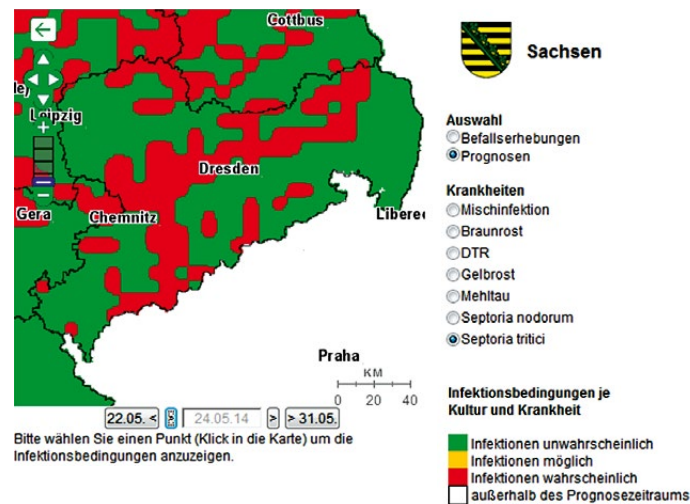 Cottbus
Leipzig
Dresden
Gera
Chemnitz
Praha
KM
0 20 40
22.05. < 24.05.14 > > 31.05.
Bitte wählen Sie einen Punkt (Klick in die Karte) um die
Infektionsbedingungen anzuzeigen.
Sachsen
Auswahl
Befallserhebungen
Prognosen
Krankheiten
Mischinfektion
Braunrost
DTR
Gelbrost
Mehltau
Septoria nodorum
Septoria tritici
Infektionsbedingungen je
Kultur und Krankheit
Infektionen unwahrscheinlich
Infektionen möglich
Infektionen wahrscheinlich
außerhalb des Prognosezeitraums